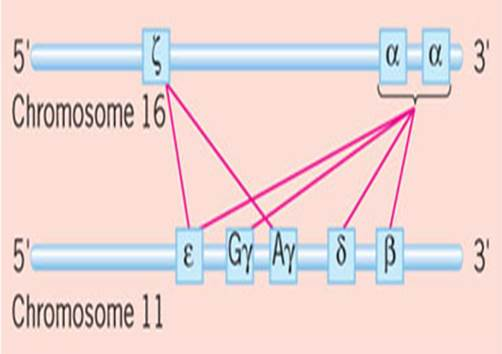 5' ζ α α 3'
Chromosome 16
5' ε Gγ Aγ δ β 3'
Chromosome 11